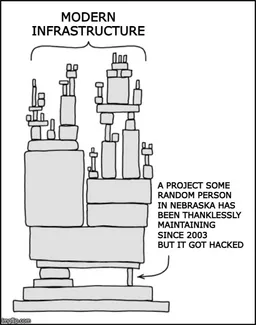 MODERN
INFRASTRUCTURE
A PROJECT SOME
RANDOM PERSON
IN NEBRASKA HAS
BEEN THANKLESSLY
MAINTAINING
SINCE 2003
BUT IT GOT HACKED
imgflip.com